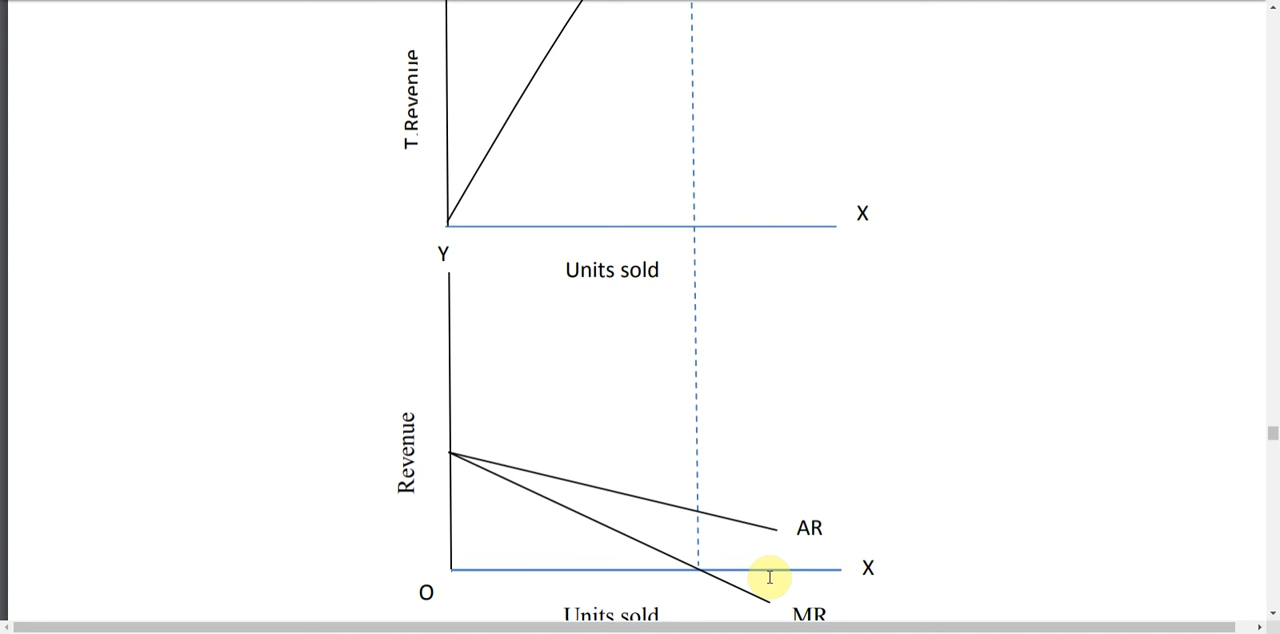 T.Revenue
X
Y
Units sold
Revenue
AR
X
O
Units sold
MR